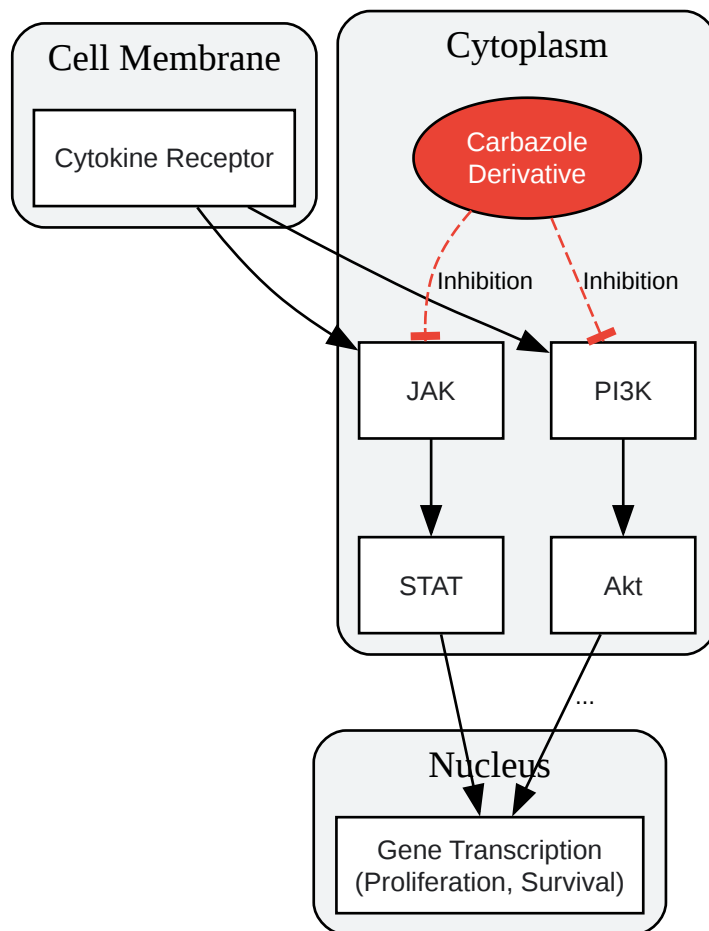 Cell Membrane
Cytokine Receptor
Cytoplasm
Carbazole
Derivative
Inhibition
Inhibition
JAK
PI3K
STAT
Akt
...
Nucleus
Gene Transcription
(Proliferation, Survival)